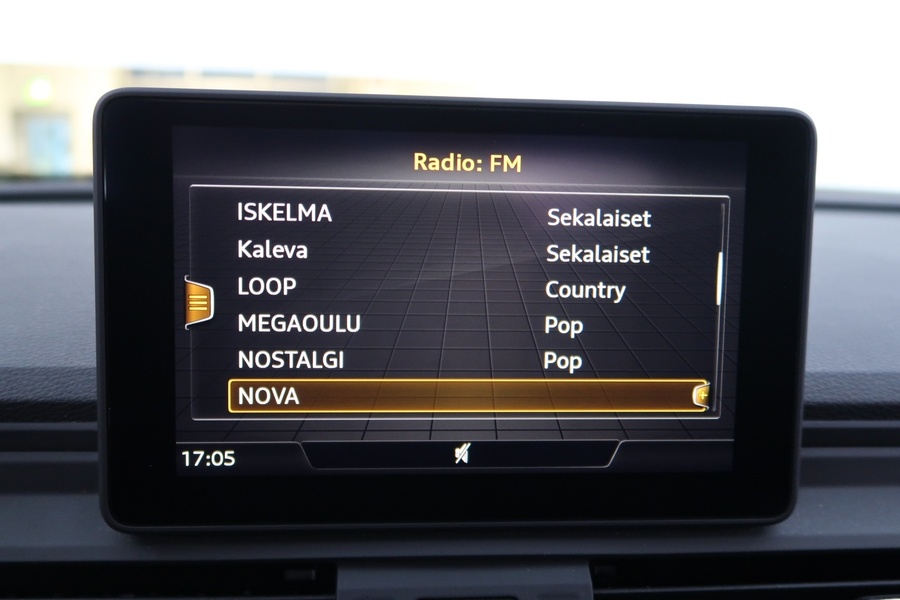 Radio: FM
ISKELMA Sekalaiset
Kaleva Sekalaiset
LOOP Country
MEGAOULU Pop
NOSTALGI Pop
NOVA
17:05